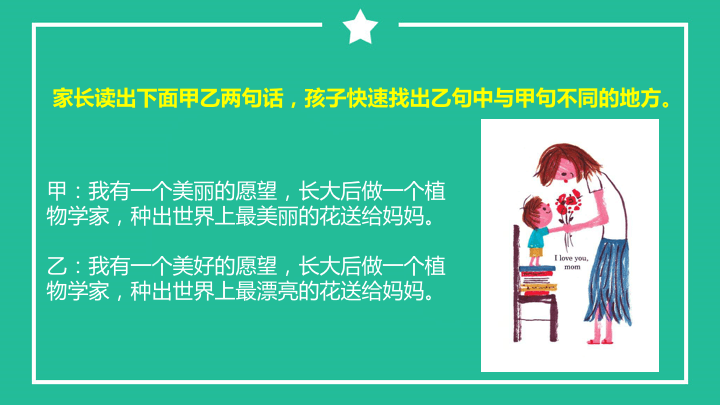 家长读出下面甲乙两句话，孩子快速找出乙句中与甲句不同的地方。
甲：我有一个美丽的愿望，长大后做一个植
物学家，种出世界上最美丽的花送给妈妈。
乙：我有一个美好的愿望，长大后做一个植
物学家，种出世界上最漂亮的花送给妈妈。
I love you,
mom